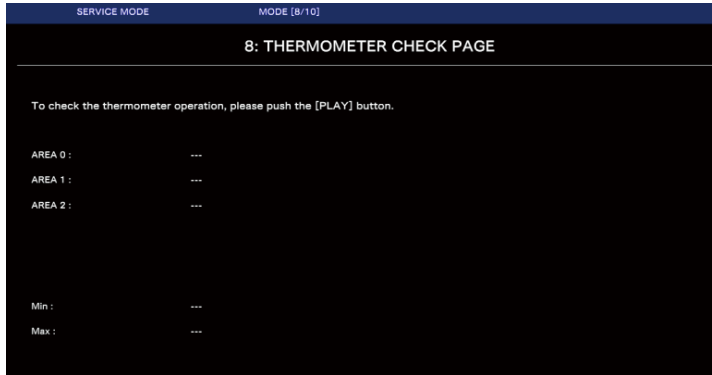 SERVICE MODE MODE [8/10]
8: THERMOMETER CHECK PAGE
To check the thermometer operation, please push the [PLAY] button.
AREA 0 : ---
AREA 1 : ---
AREA 2 : ---
Min : ---
Max : ---